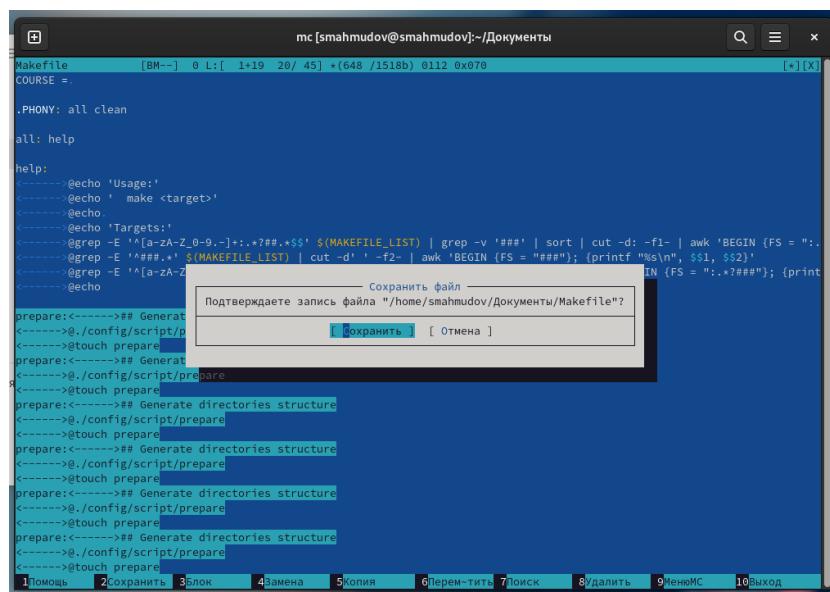 mc [smahmudov@smahmudov]:~/Документы
Makefile [BM--] 0 L:[ 1+19 20/ 45] *(648 /1518b) 0112 0x070 [*][X]
COURSE =.
.PHONY: all clean
all: help
help:
<------>@echo 'Usage:'
<------>@echo ' make <target>'
<------>@echo.
<------>@echo 'Targets:'
<------>@grep -E '^[a-zA-Z_0-9.-]+:.*?##.*$$' $(MAKEFILE_LIST) | grep -v '###' | sort | cut -d: -f1- | awk 'BEGIN {FS = ":.
<------>@grep -E '^###.*' $(MAKEFILE_LIST) | cut -d' ' -f2- | awk 'BEGIN {FS = "###"}; {printf "%s\n", $$1, $$2}'
<------>@grep -E '^[a-zA-Z IN {FS = ":.*?###"}; {print
<------>@echo
Сохранить файл
Подтверждаете запись файла "/home/smahmudov/Документы/Makefile"?
[ Сохранить ] [ Отмена ]
prepare:<------>## Generat
<------>@./config/script/p
<------>@touch prepare
prepare:<------>## Generat
<------>@./config/script/prepare
<------>@touch prepare
prepare:<------>## Generate directories structure
<------>@./config/script/prepare
<------>@touch prepare
prepare:<------>## Generate directories structure
<------>@./config/script/prepare
<------>@touch prepare
prepare:<------>## Generate directories structure
<------>@./config/script/prepare
<------>@touch prepare
prepare:<------>## Generate directories structure
<------>@./config/script/prepare
<------>@touch prepare
1Помощь 2Сохранить 3Блок 4Замена 5Копия 6Перем~тить 7Поиск 8Удалить 9МенюMC 10Выход